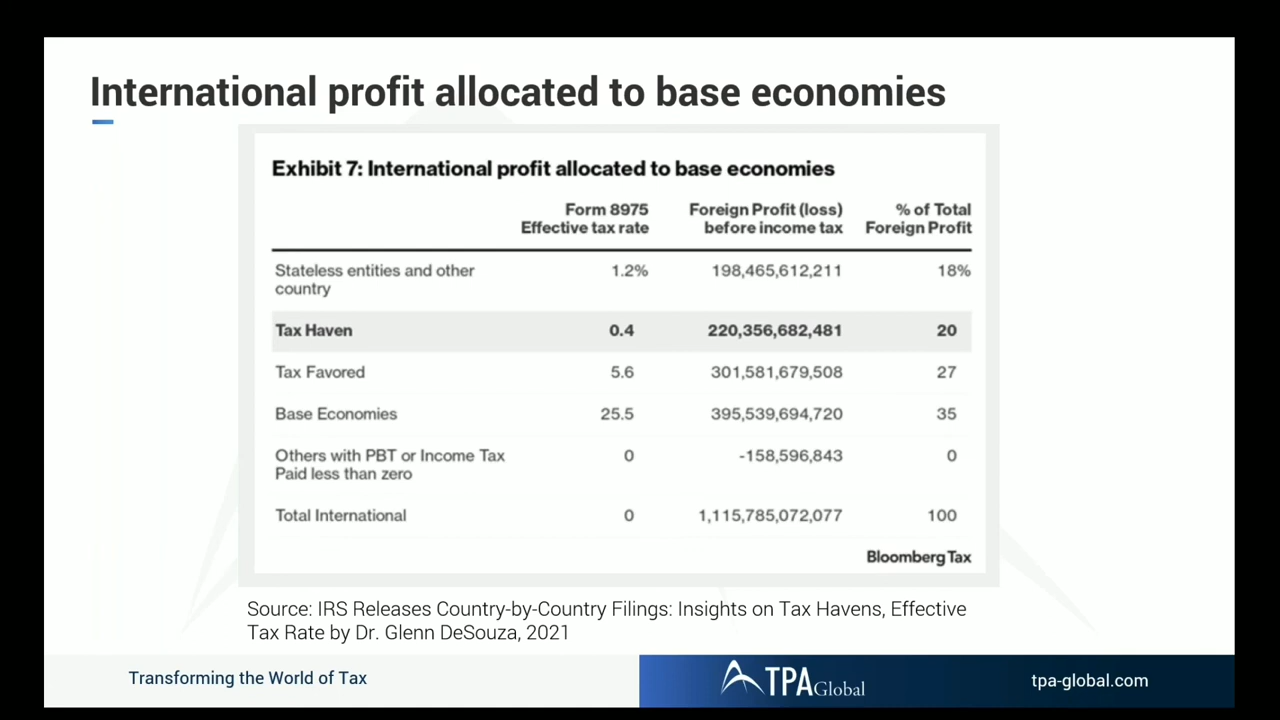 International profit allocated to base economies
Exhibit 7: International profit allocated to base economies
Form 8975 Foreign Profit (loss) % of Total
Effective tax rate before income tax Foreign Profit
Stateless entities and other 1.2% 198,465,612,211 18%
country
Tax Haven 0.4 220,356,682,481 20
Tax Favored 5.6 301,581,679,508 27
Base Economies 25.5 395,539,694,720 35
Others with PBT or Income Tax 0 -158,596,843 0
Paid less than zero
Total International 0 1,115,785,072,077 100
Bloomberg Tax
Source: IRS Releases Country-by-Country Filings: Insights on Tax Havens, Effective
Tax Rate by Dr. Glenn DeSouza, 2021
Transforming the World of Tax
TPA Global
tpa-global.com